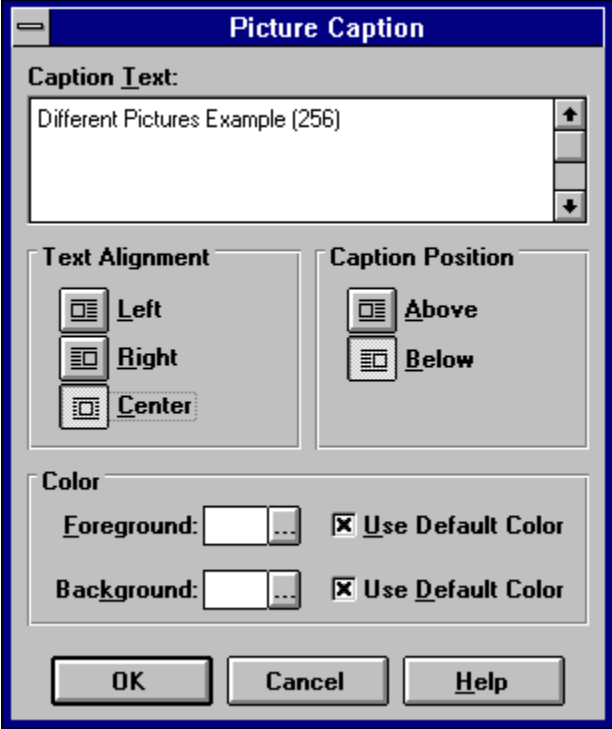 Picture Caption
Caption Text:
Different Pictures Example (256)
Text Alignment
Caption Position
Left
Above
Right
Below
Center
Color
Foreground: ... Use Default Color
Background: ... Use Default Color
OK Cancel Help